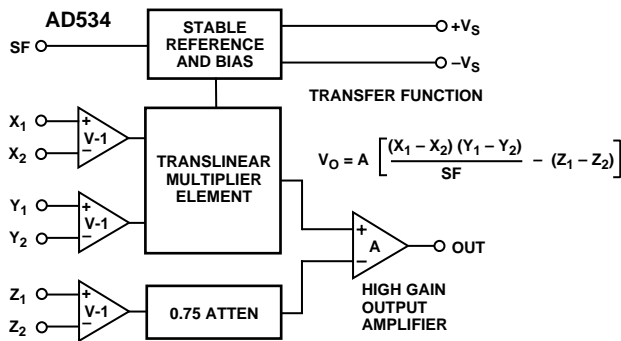 AD534
SF
STABLE
REFERENCE
AND BIAS
+VS
–VS
TRANSFER FUNCTION
X1
X2
+
–
V-1
TRANSLINEAR
MULTIPLIER
ELEMENT
VO = A [ (X1 – X2) (Y1 – Y2) / SF – (Z1 – Z2) ]
Y1
Y2
+
–
V-1
+
–
A
OUT
HIGH GAIN
OUTPUT
AMPLIFIER
Z1
Z2
+
–
V-1
0.75 ATTEN